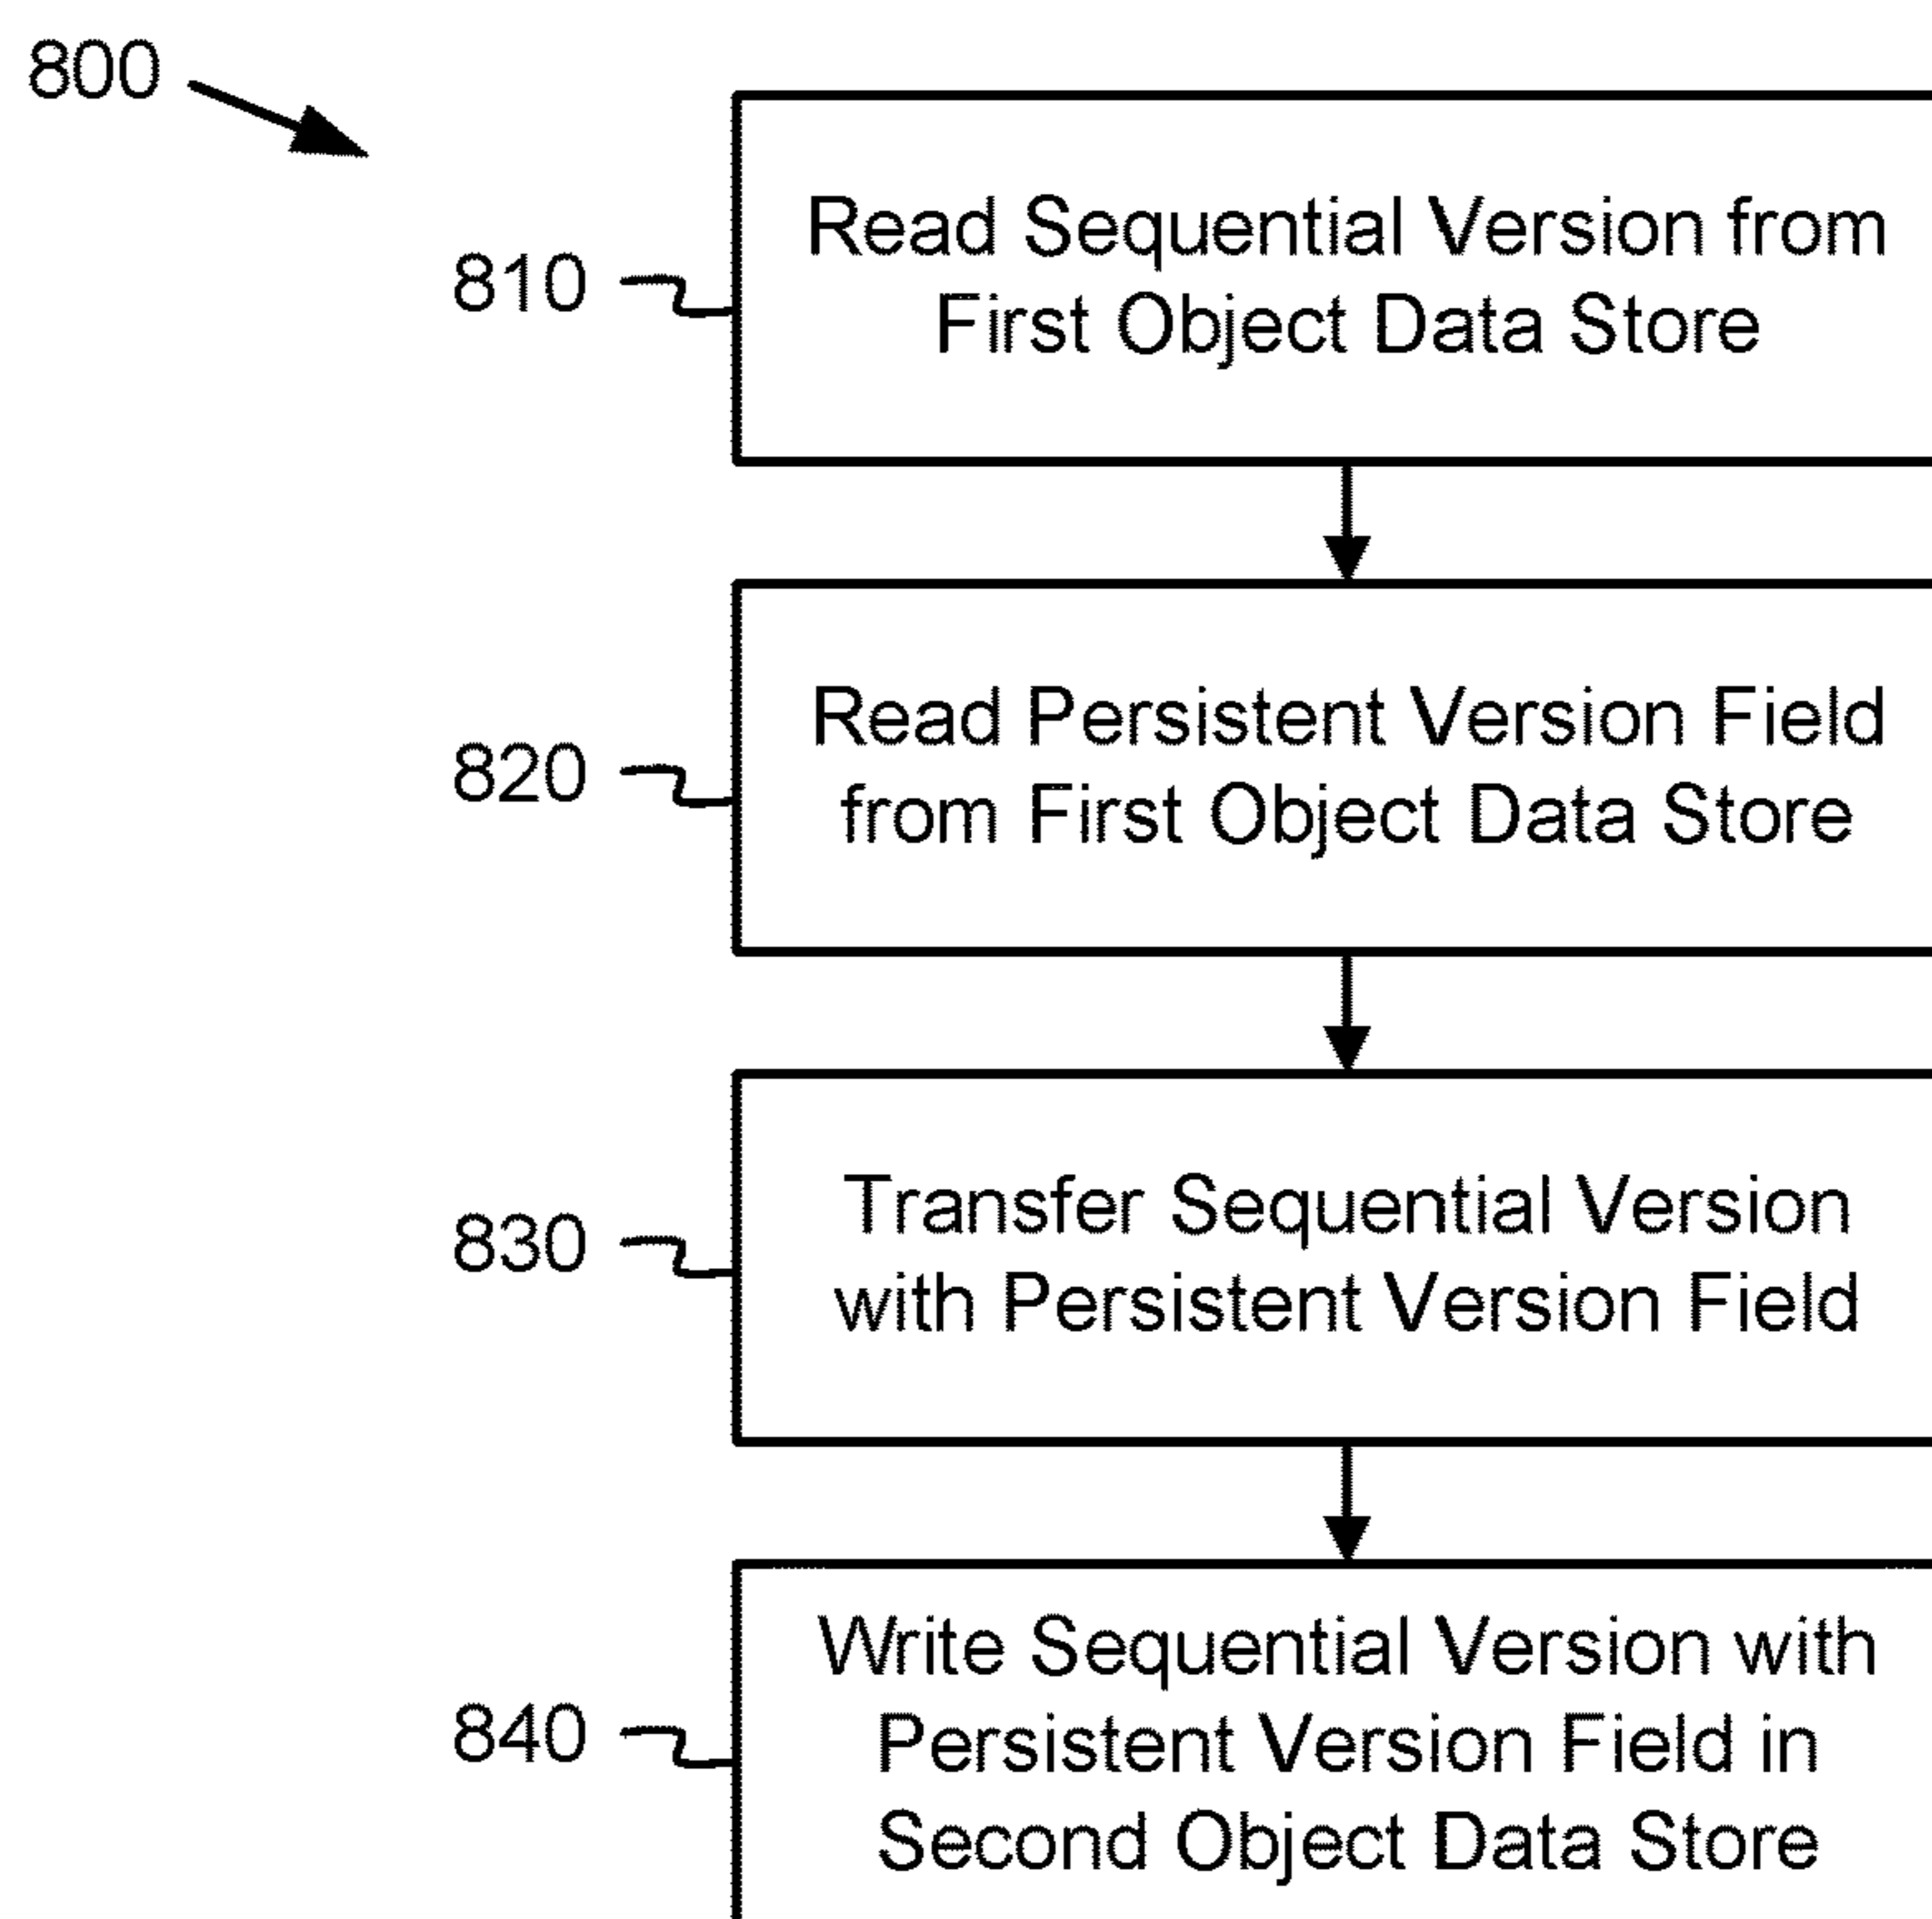 800
810
Read Sequential Version from
First Object Data Store
820
Read Persistent Version Field
from First Object Data Store
830
Transfer Sequential Version
with Persistent Version Field
840
Write Sequential Version with
Persistent Version Field in
Second Object Data Store